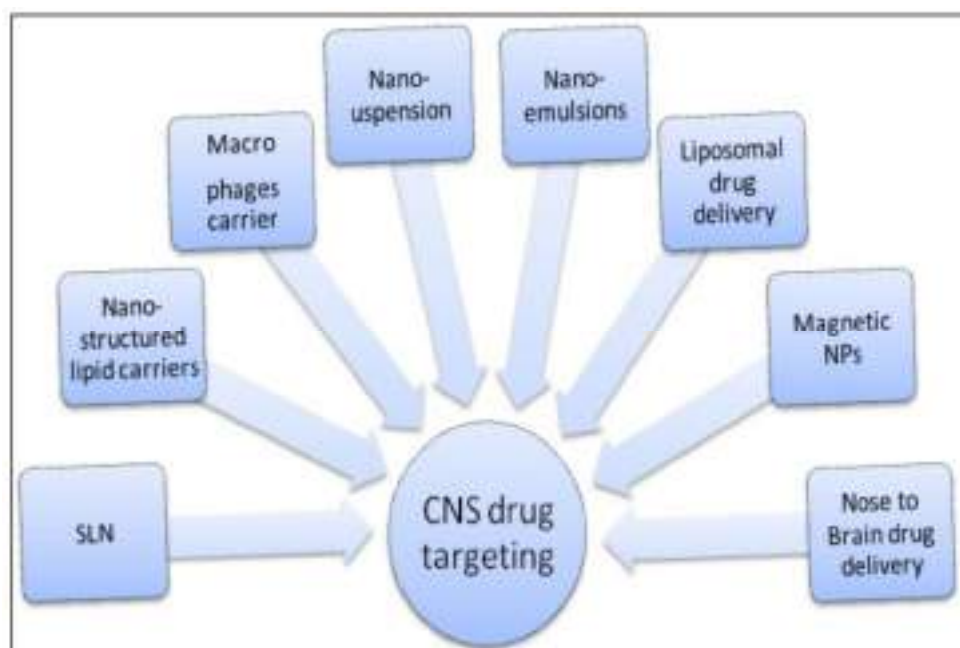 SLN
Nano-
structured
lipid carriers
Macro
phages
carrier
Nano-
uspension
Nano-
emulsions
Liposomal
drug
delivery
Magnetic
NPs
Nose to
Brain drug
delivery
CNS drug
targeting